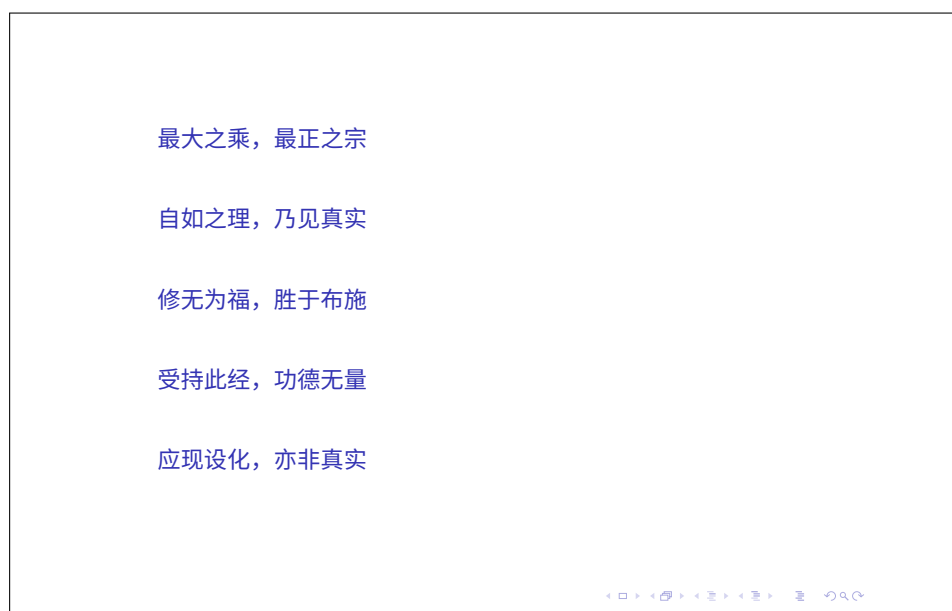 最大之乘，最正之宗
自如之理，乃见真实
修无为福，胜于布施
受持此经，功德无量
应现设化，亦非真实